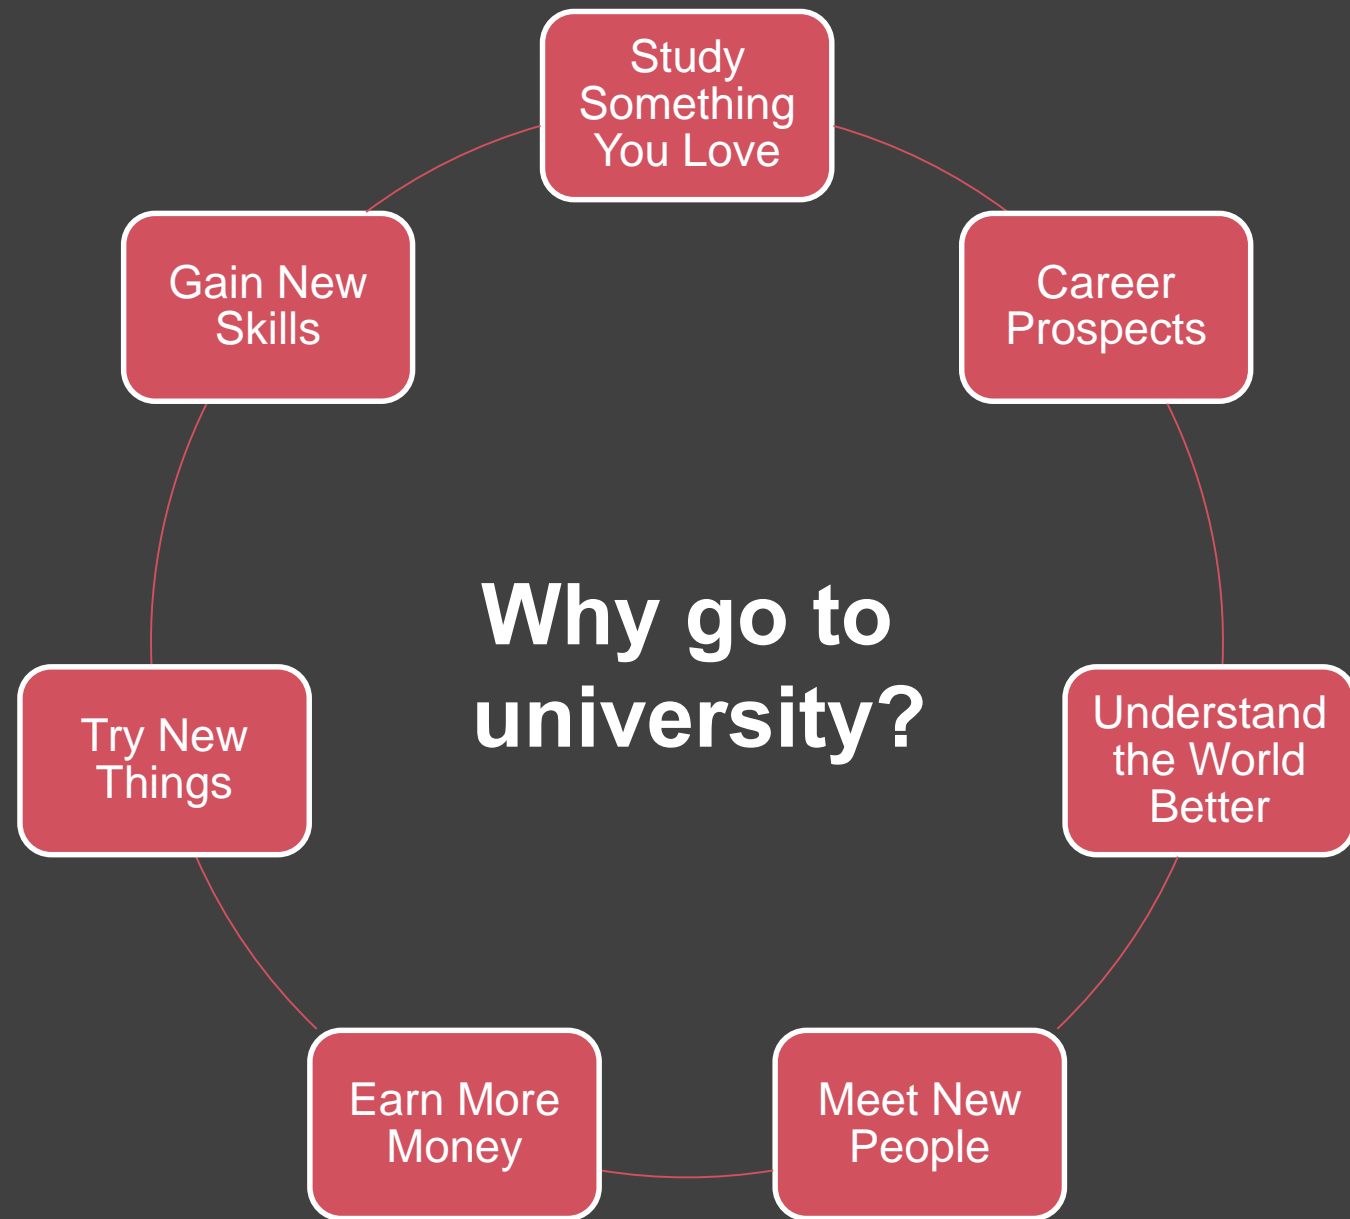 Study
Something
You Love
Gain New
Skills
Career
Prospects
Why go to
university?
Try New
Things
Understand
the World
Better
Earn More
Money
Meet New
People